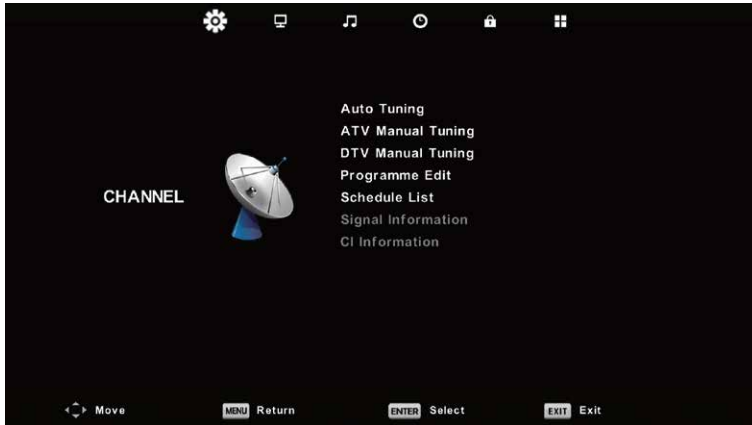 Auto Tuning
ATV Manual Tuning
DTV Manual Tuning
Programme Edit
CHANNEL
Schedule List
Signal Information
CI Information
Move
MENU Return
ENTER Select
EXIT Exit